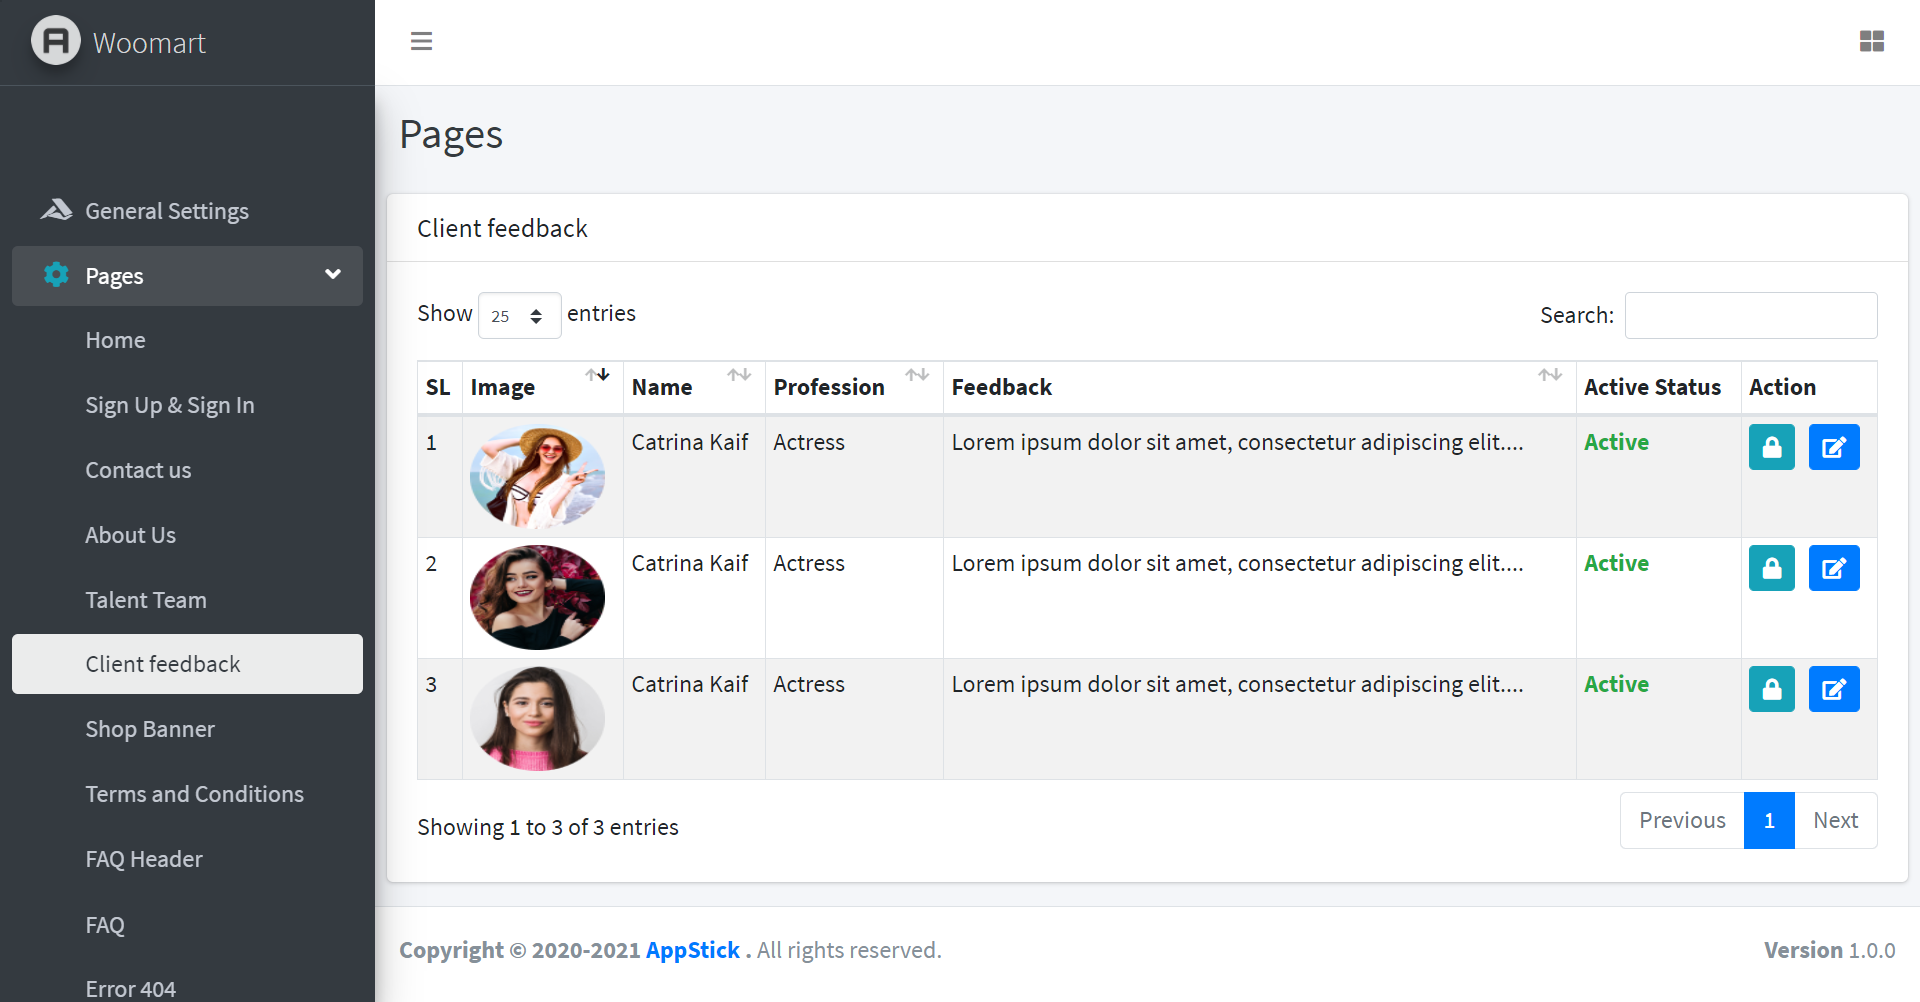 Woomart
General Settings
Pages
Home
Sign Up & Sign In
Contact us
About Us
Talent Team
Client feedback
Shop Banner
Terms and Conditions
FAQ Header
FAQ
Error 404
Pages
Client feedback
Show 25 entries
Search:
SL Image Name Profession Feedback Active Status Action
1 Catrina Kaif Actress Lorem ipsum dolor sit amet, consectetur adipiscing elit.... Active
2 Catrina Kaif Actress Lorem ipsum dolor sit amet, consectetur adipiscing elit.... Active
3 Catrina Kaif Actress Lorem ipsum dolor sit amet, consectetur adipiscing elit.... Active
Showing 1 to 3 of 3 entries
Previous 1 Next
Copyright © 2020-2021 AppStick . All rights reserved.
Version 1.0.0